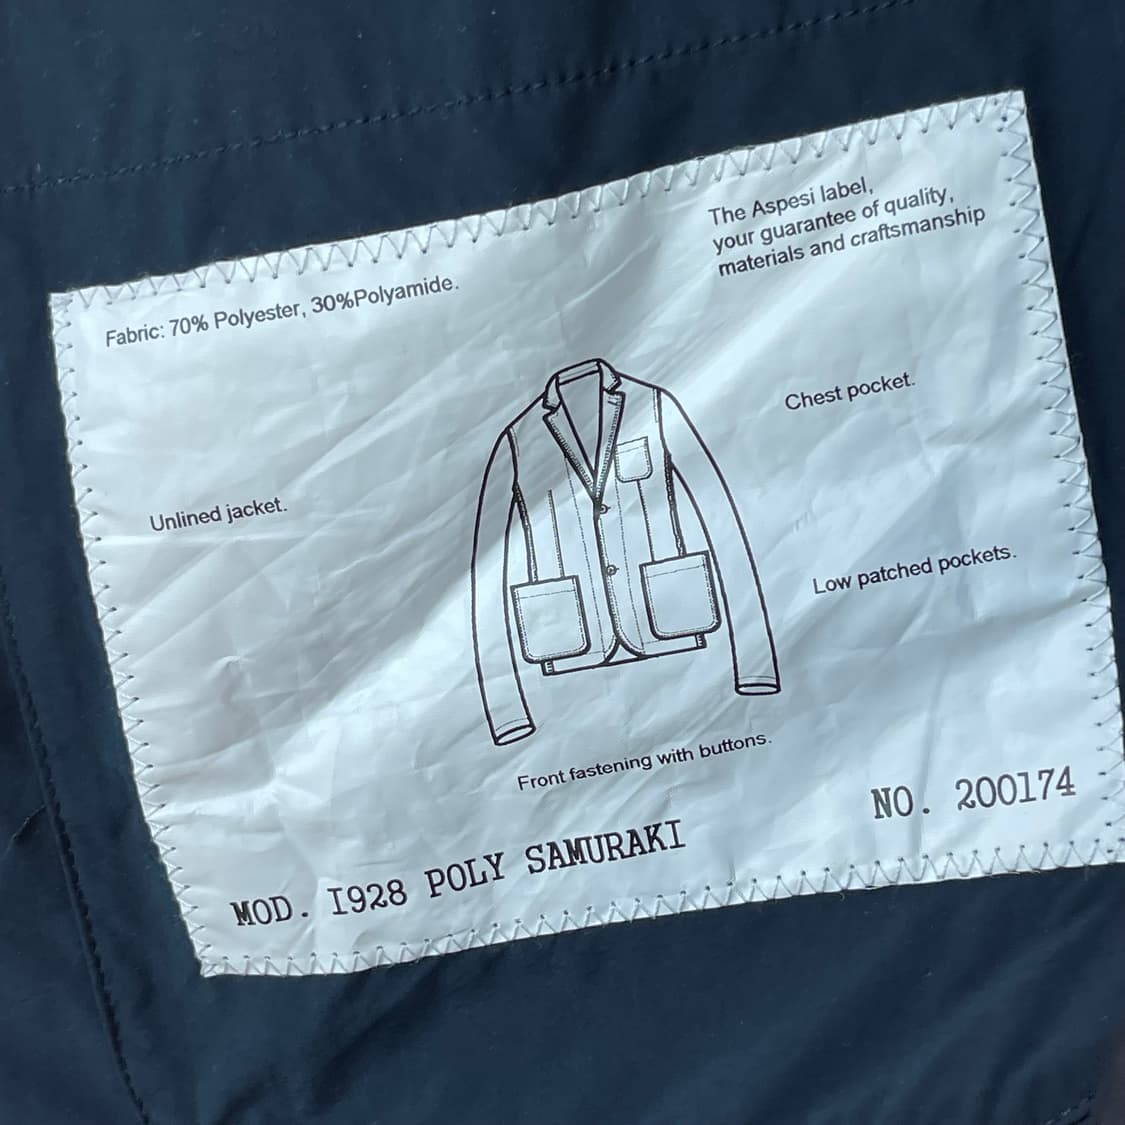 The Aspesi label,
your guarantee of quality,
materials and craftsmanship
Fabric: 70% Polyester, 30%Polyamide.
Chest pocket.
Unlined jacket.
Low patched pockets.
Front fastening with buttons.
NO. 200174
MOD. I928 POLY SAMURAKI